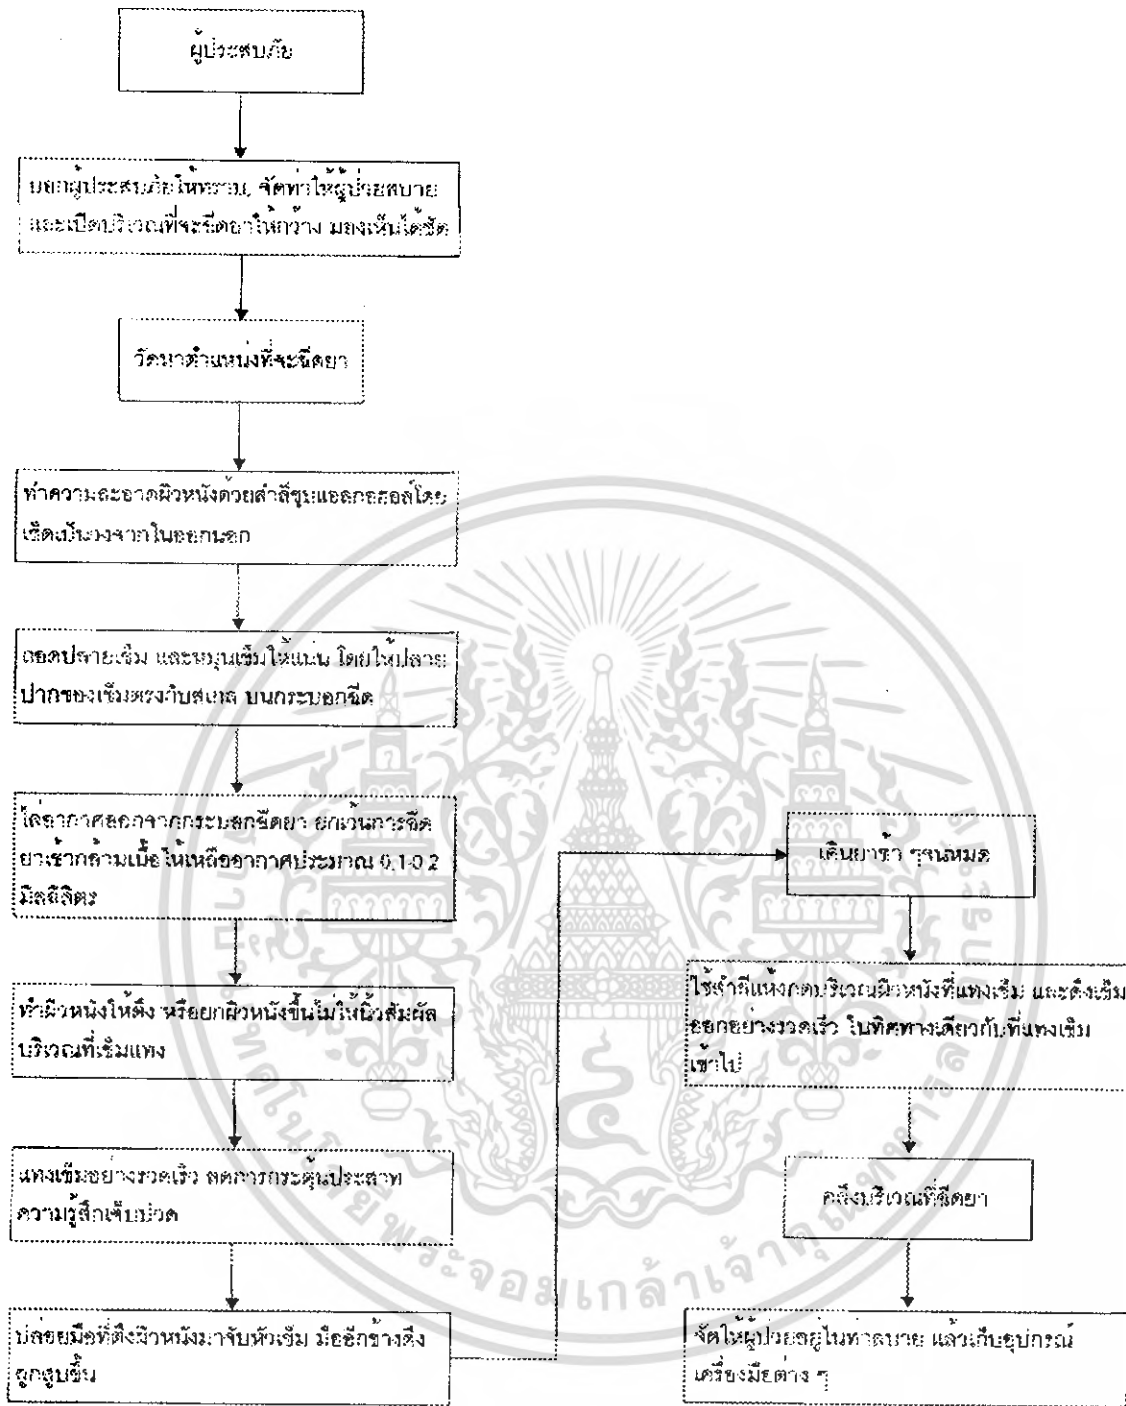 ผู้ประสบภัย
บอกผู้ประสบภัยให้ทราบ, จัดท่าให้ผู้ป่วยสบาย
และเปิดบริเวณที่จะฉีดยาให้กว้าง มองเห็นได้ชัด
วัดหาตำแหน่งที่จะฉีดยา
ทำความสะอาดผิวหนังด้วยสำลีชุบแอลกอฮอล์โดย
เช็ดเป็นวงจากในออกนอก
ถอดปลายเข็ม และหมุนเข็มให้แน่น โดยให้ปลาย
ปากของเข็มตรงกับสเกล บนกระบอกฉีด
ไล่อากาศออกจากกระบอกฉีดยา ยกเว้นการฉีด
ยาเข้ากล้ามเนื้อให้เหลืออากาศประมาณ 0.1-0.2
มิลลิลิตร
ทำผิวหนังให้ตึง หรือยกผิวหนังขึ้นไม่ให้นิ้วสัมผัส
บริเวณที่เข็มแทง
แทงเข็มอย่างรวดเร็ว ลดการกระตุ้นประสาท
ความรู้สึกเจ็บปวด
ปล่อยมือที่ดึงผิวหนังมาจับหัวเข็ม มืออีกข้างดึง
ลูกสูบขึ้น
เดินยาช้า ๆจนหมด
ใช้สำลีแห้งกดบริเวณผิวหนังที่แทงเข็ม และดึงเข็ม
ออกอย่างรวดเร็ว ในทิศทางเดียวกับที่แทงเข็ม
เข้าไป
คลึงบริเวณที่ฉีดยา
จัดให้ผู้ป่วยอยู่ในท่าสบาย แล้วเก็บอุปกรณ์
เครื่องมือต่าง ๆ
พระจอมเกล้าเจ้าคุณทหารลาดกระบัง